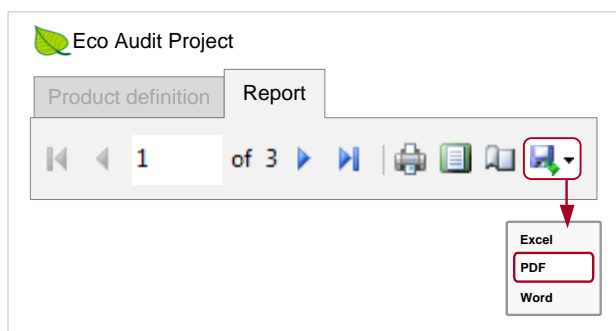 Eco Audit Project
Product definition Report
1 of 3
Excel
PDF
Word